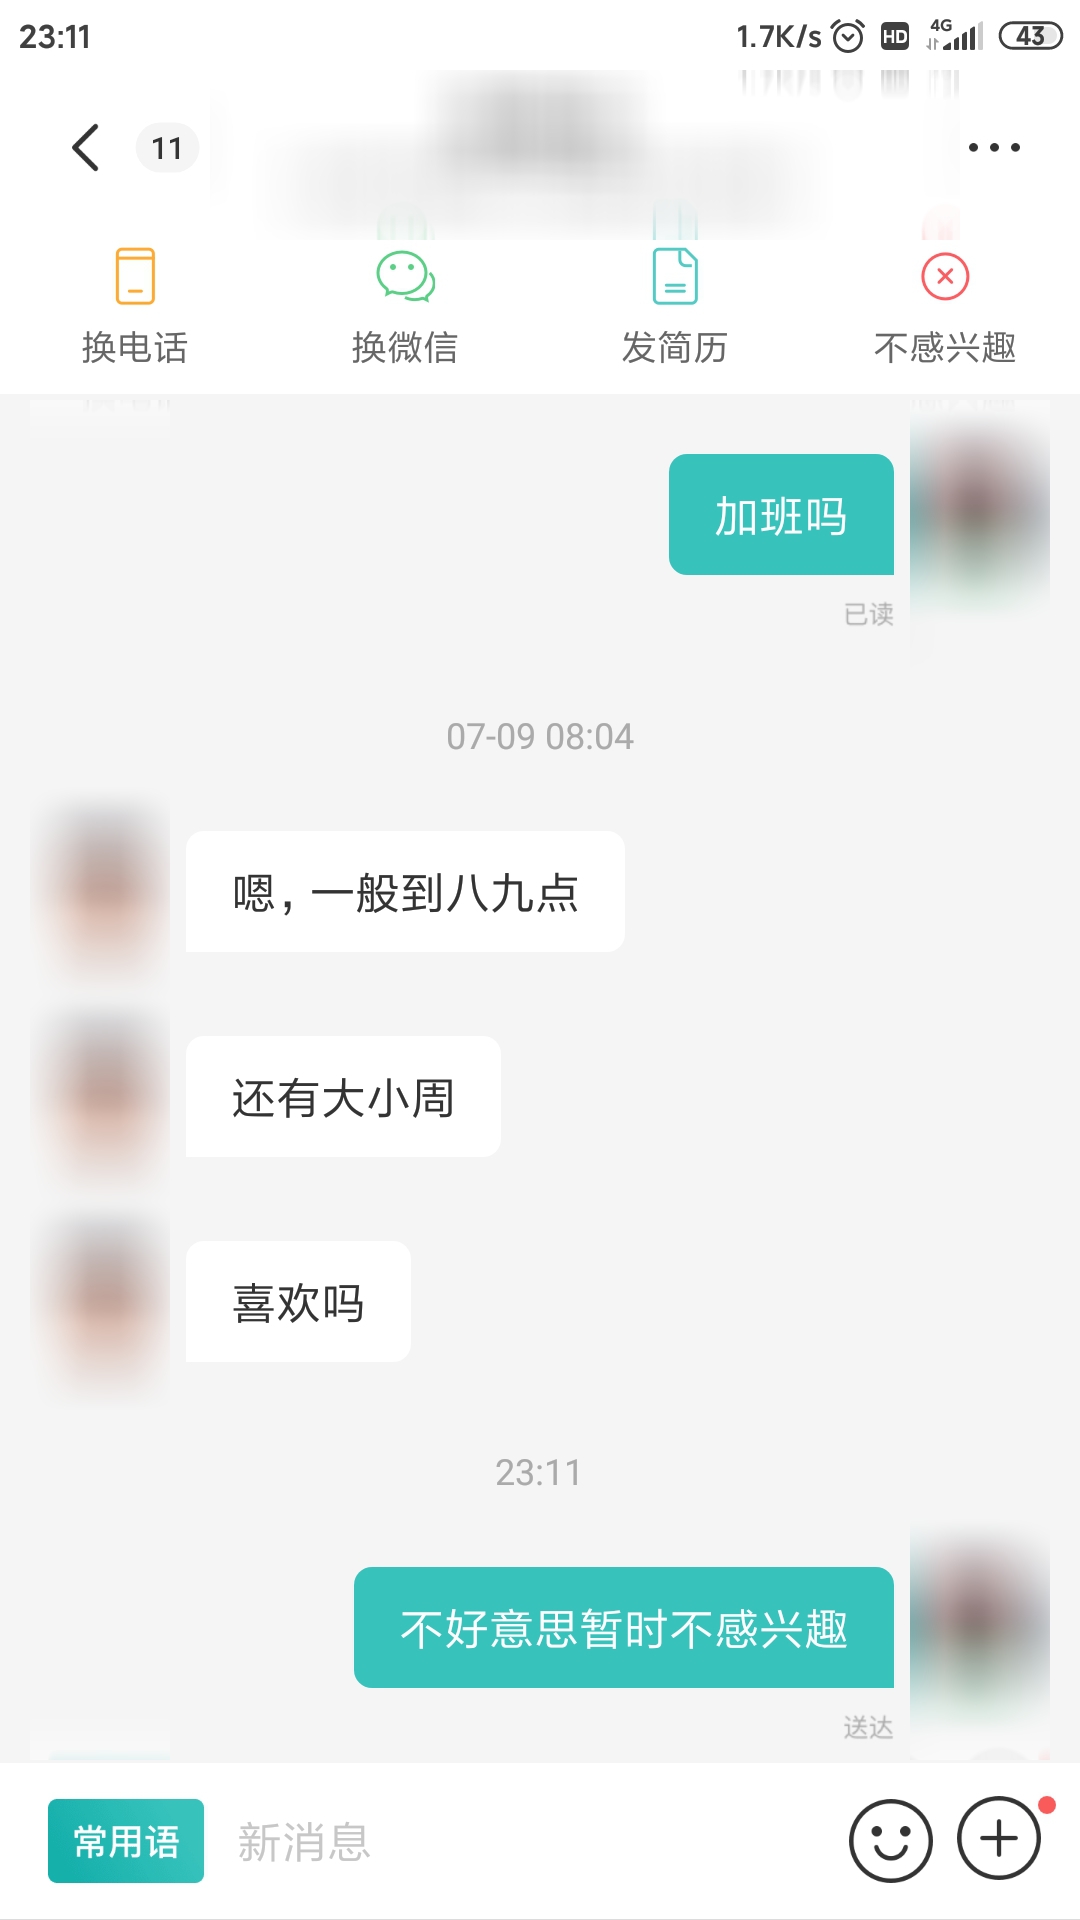 23:11
1.7K/s HD 4G 43
11
换电话 换微信 发简历 不感兴趣
加班吗
已读
07-09 08:04
嗯，一般到八九点
还有大小周
喜欢吗
23:11
不好意思暂时不感兴趣
送达
常用语 新消息